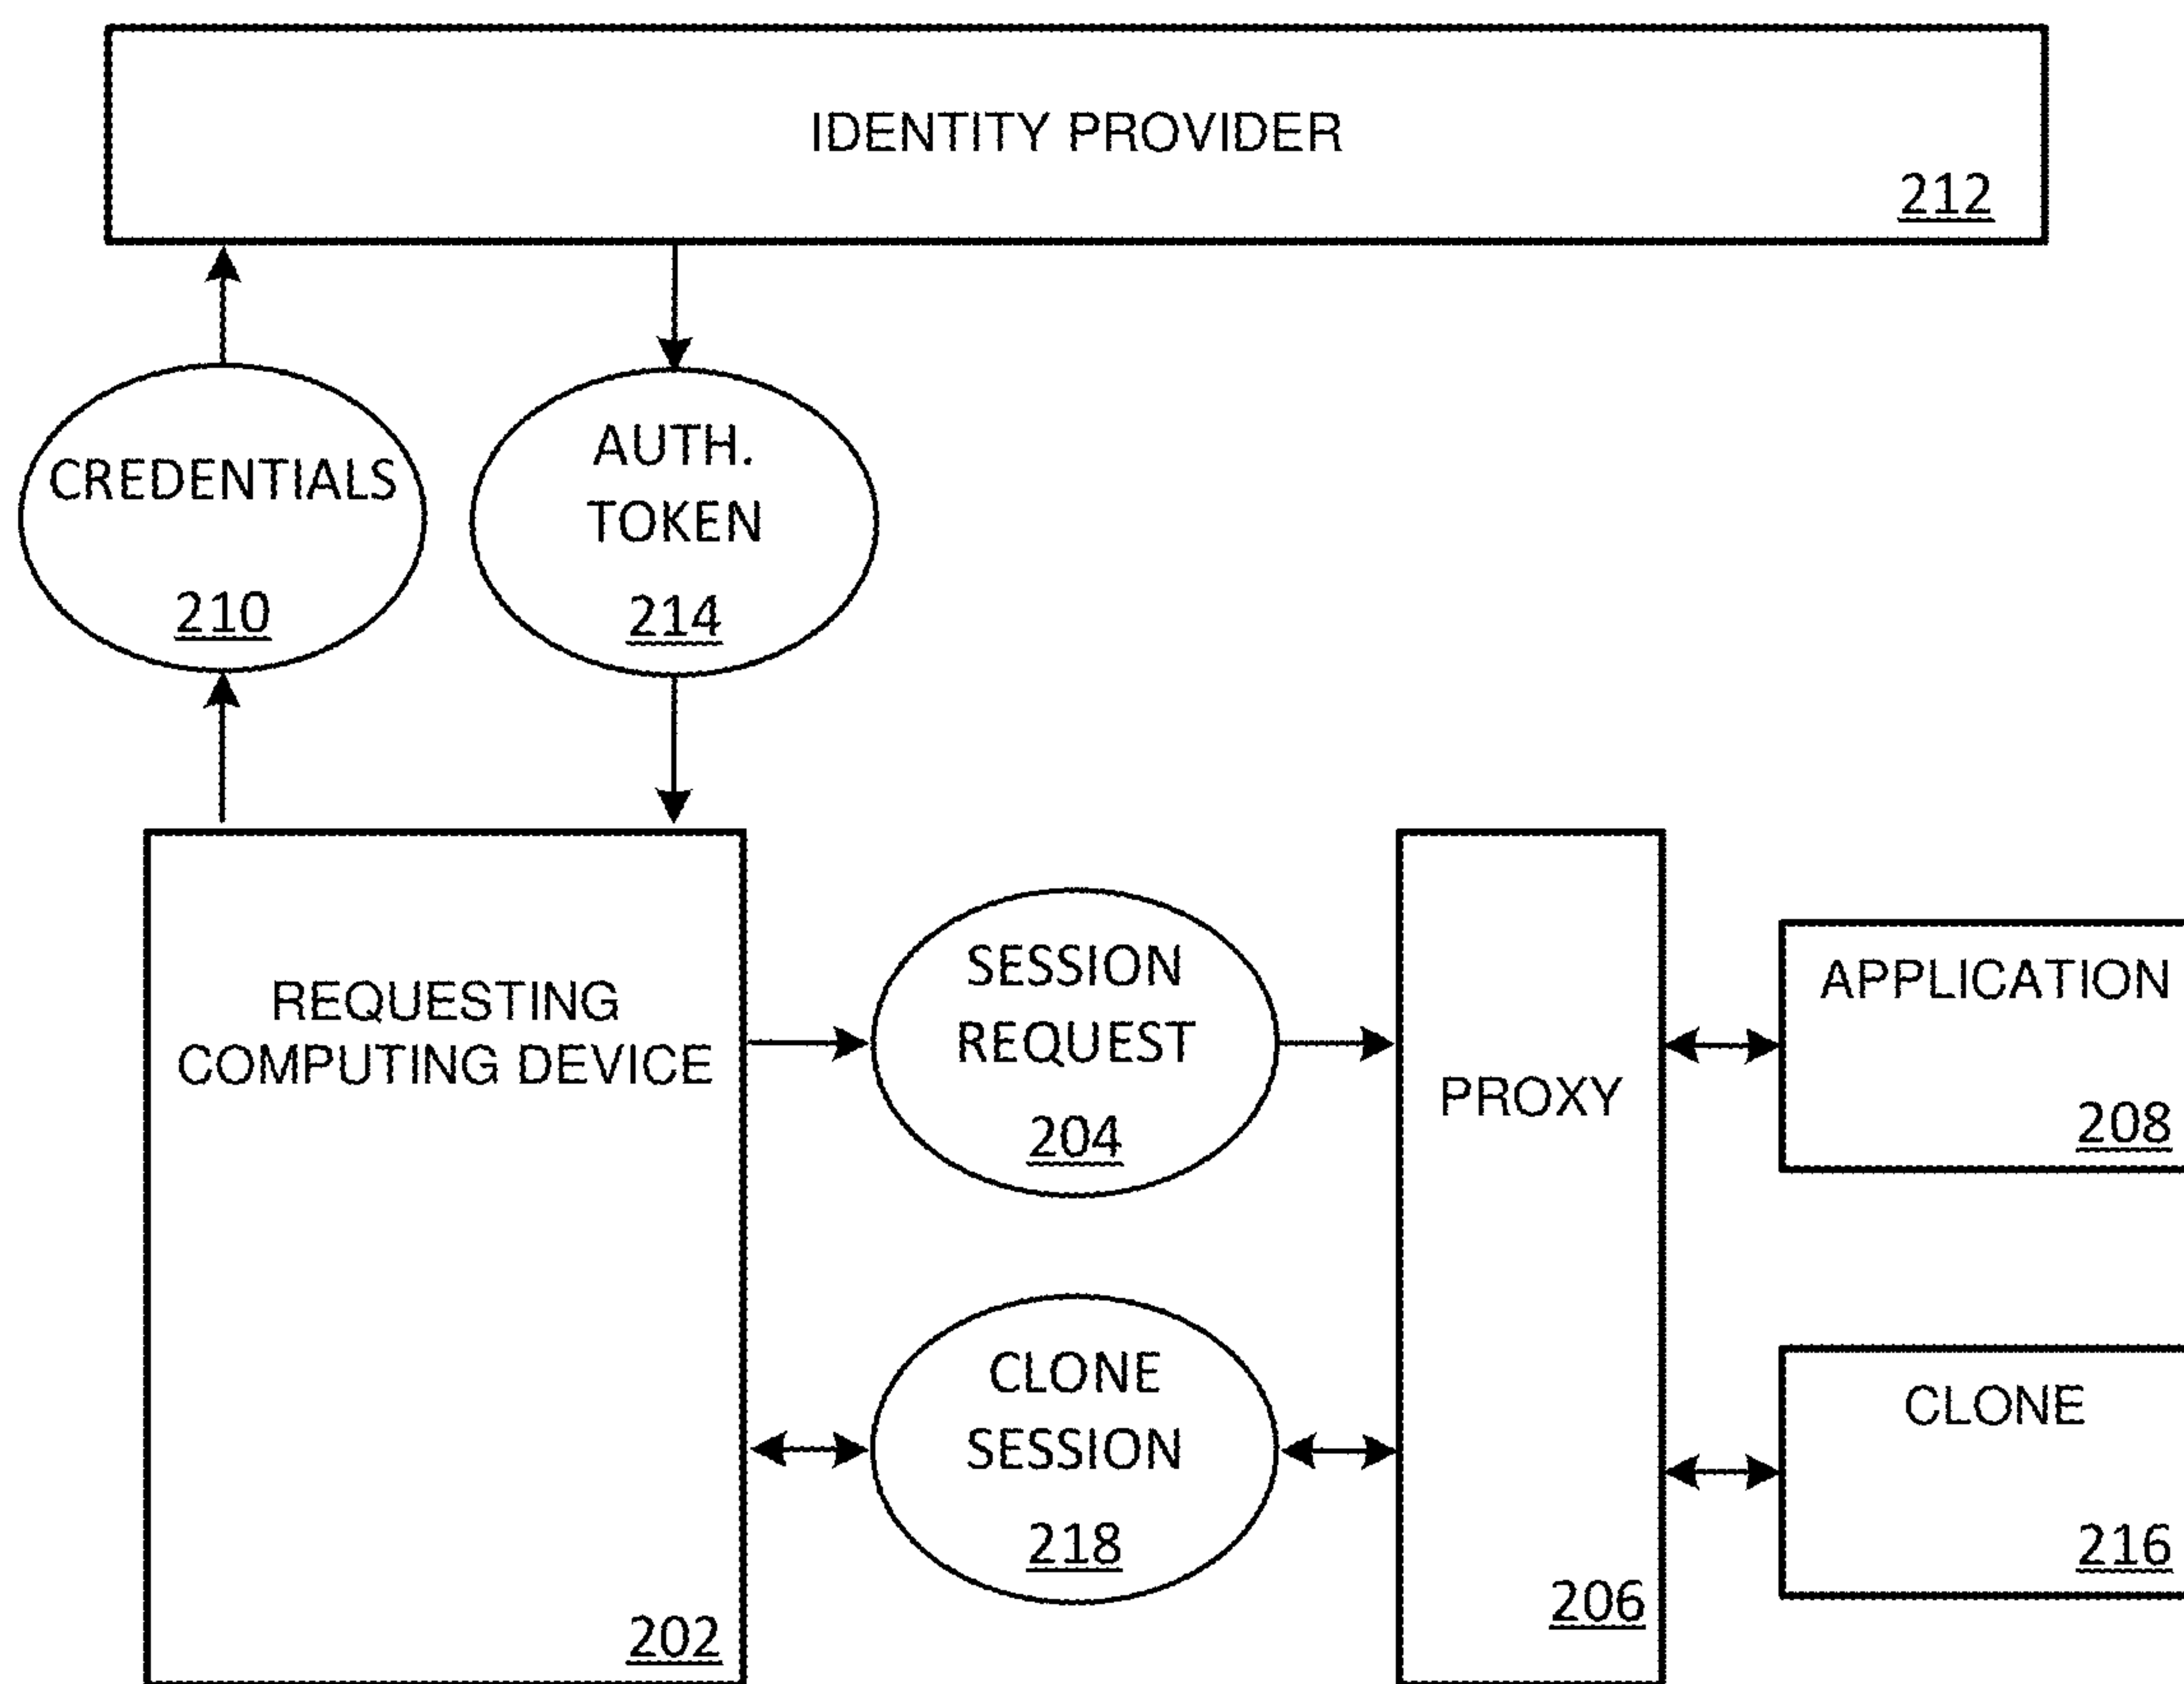 IDENTITY PROVIDER
212
CREDENTIALS
210
AUTH.
TOKEN
214
REQUESTING
COMPUTING DEVICE
202
SESSION
REQUEST
204
CLONE
SESSION
218
PROXY
206
APPLICATION
208
CLONE
216